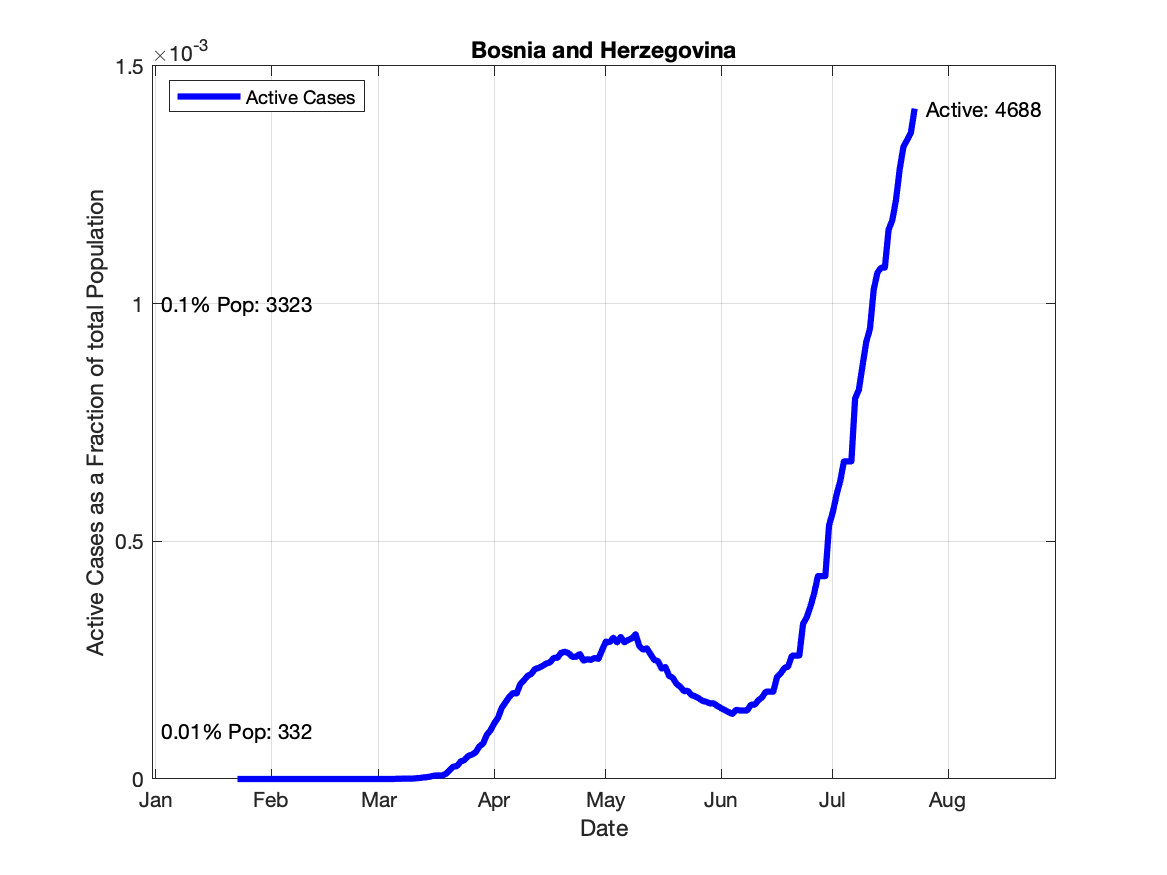 Bosnia and Herzegovina
×10-3
1.5
1
0.5
0
Active Cases
Active: 4688
0.1% Pop: 3323
0.01% Pop: 332
Active Cases as a Fraction of total Population
Jan Feb Mar Apr May Jun Jul Aug
Date